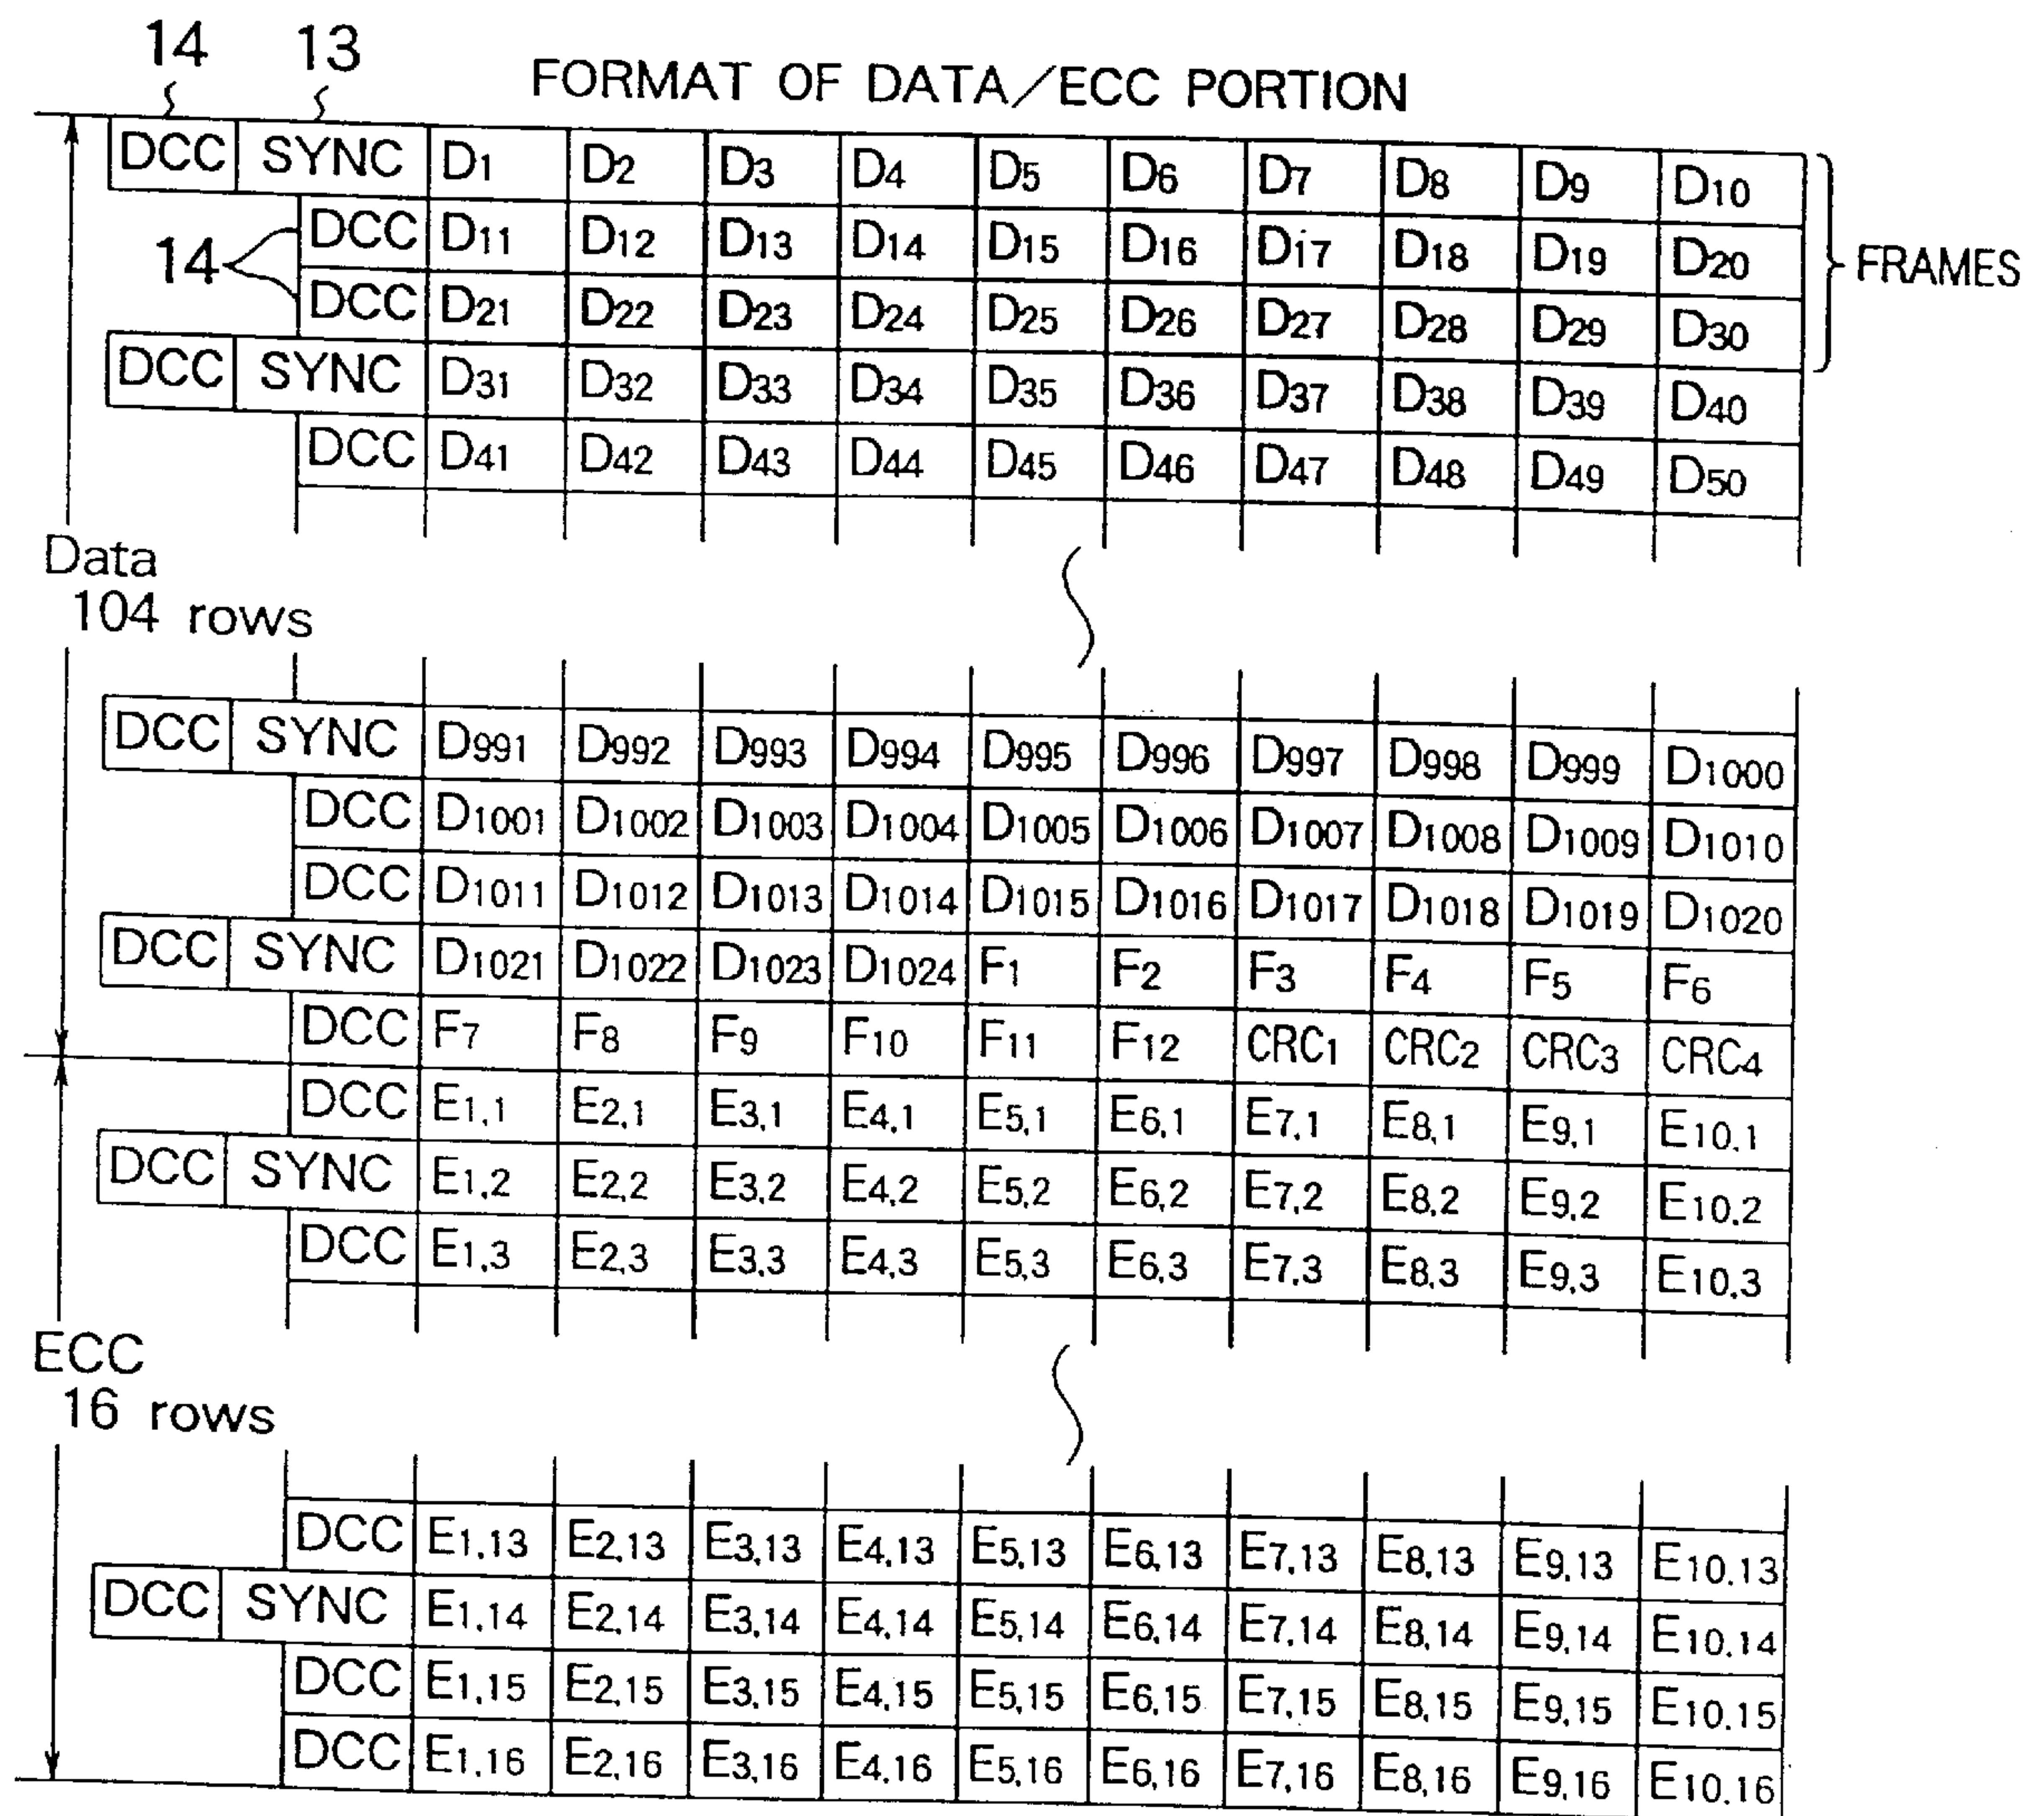 14 13
FORMAT OF DATA/ECC PORTION
DCC SYNC D1 D2 D3 D4 D5 D6 D7 D8 D9 D10
DCC D11 D12 D13 D14 D15 D16 D17 D18 D19 D20
14 FRAMES
DCC D21 D22 D23 D24 D25 D26 D27 D28 D29 D30
DCC SYNC D31 D32 D33 D34 D35 D36 D37 D38 D39 D40
DCC D41 D42 D43 D44 D45 D46 D47 D48 D49 D50
Data
104 rows
DCC SYNC D991 D992 D993 D994 D995 D996 D997 D998 D999 D1000
DCC D1001 D1002 D1003 D1004 D1005 D1006 D1007 D1008 D1009 D1010
DCC D1011 D1012 D1013 D1014 D1015 D1016 D1017 D1018 D1019 D1020
DCC SYNC D1021 D1022 D1023 D1024 F1 F2 F3 F4 F5 F6
DCC F7 F8 F9 F10 F11 F12 CRC1 CRC2 CRC3 CRC4
DCC E1,1 E2,1 E3,1 E4,1 E5,1 E6,1 E7,1 E8,1 E9,1 E10,1
DCC SYNC E1,2 E2,2 E3,2 E4,2 E5,2 E6,2 E7,2 E8,2 E9,2 E10,2
DCC E1,3 E2,3 E3,3 E4,3 E5,3 E6,3 E7,3 E8,3 E9,3 E10,3
ECC
16 rows
DCC E1,13 E2,13 E3,13 E4,13 E5,13 E6,13 E7,13 E8,13 E9,13 E10,13
DCC SYNC E1,14 E2,14 E3,14 E4,14 E5,14 E6,14 E7,14 E8,14 E9,14 E10,14
DCC E1,15 E2,15 E3,15 E4,15 E5,15 E6,15 E7,15 E8,15 E9,15 E10,15
DCC E1,16 E2,16 E3,16 E4,16 E5,16 E6,16 E7,16 E8,16 E9,16 E10,16